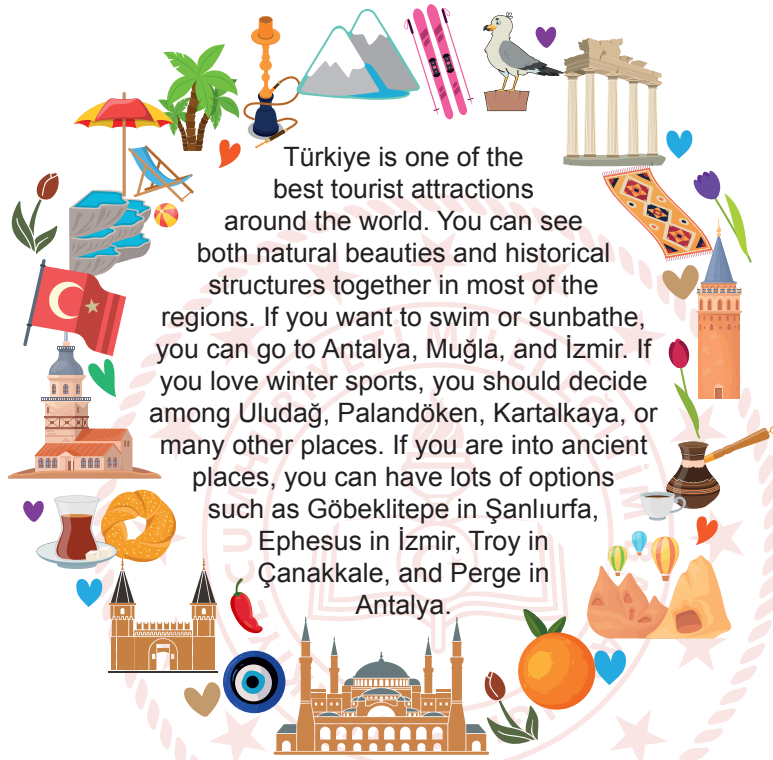 Türkiye is one of the
best tourist attractions
around the world. You can see
both natural beauties and historical
structures together in most of the
regions. If you want to swim or sunbathe,
you can go to Antalya, Muğla, and İzmir. If
you love winter sports, you should decide
among Uludağ, Palandöken, Kartalkaya, or
many other places. If you are into ancient
places, you can have lots of options
such as Göbeklitepe in Şanlıurfa,
Ephesus in İzmir, Troy in
Çanakkale, and Perge in
Antalya.